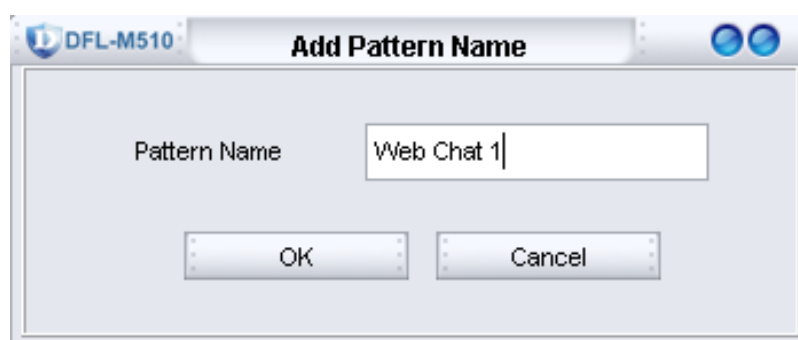 DFL-M510 Add Pattern Name
Pattern Name Web Chat 1
OK Cancel